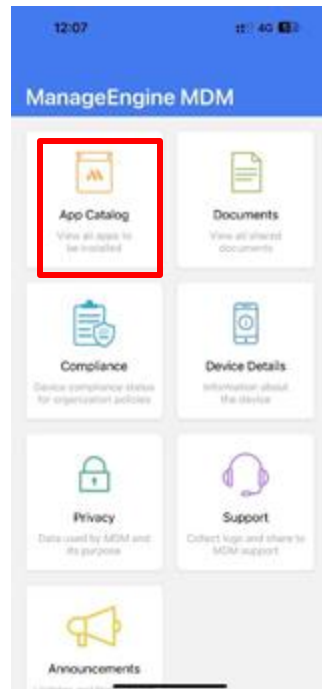 12:07
4G
ManageEngine MDM
App Catalog
View all apps to
be installed
Documents
View all shared
documents
Compliance
Device compliance status
for organization policies
Device Details
Information about
the device
Privacy
Data used by MDM and
its purpose
Support
Collect logs and share to
MDM support
Announcements